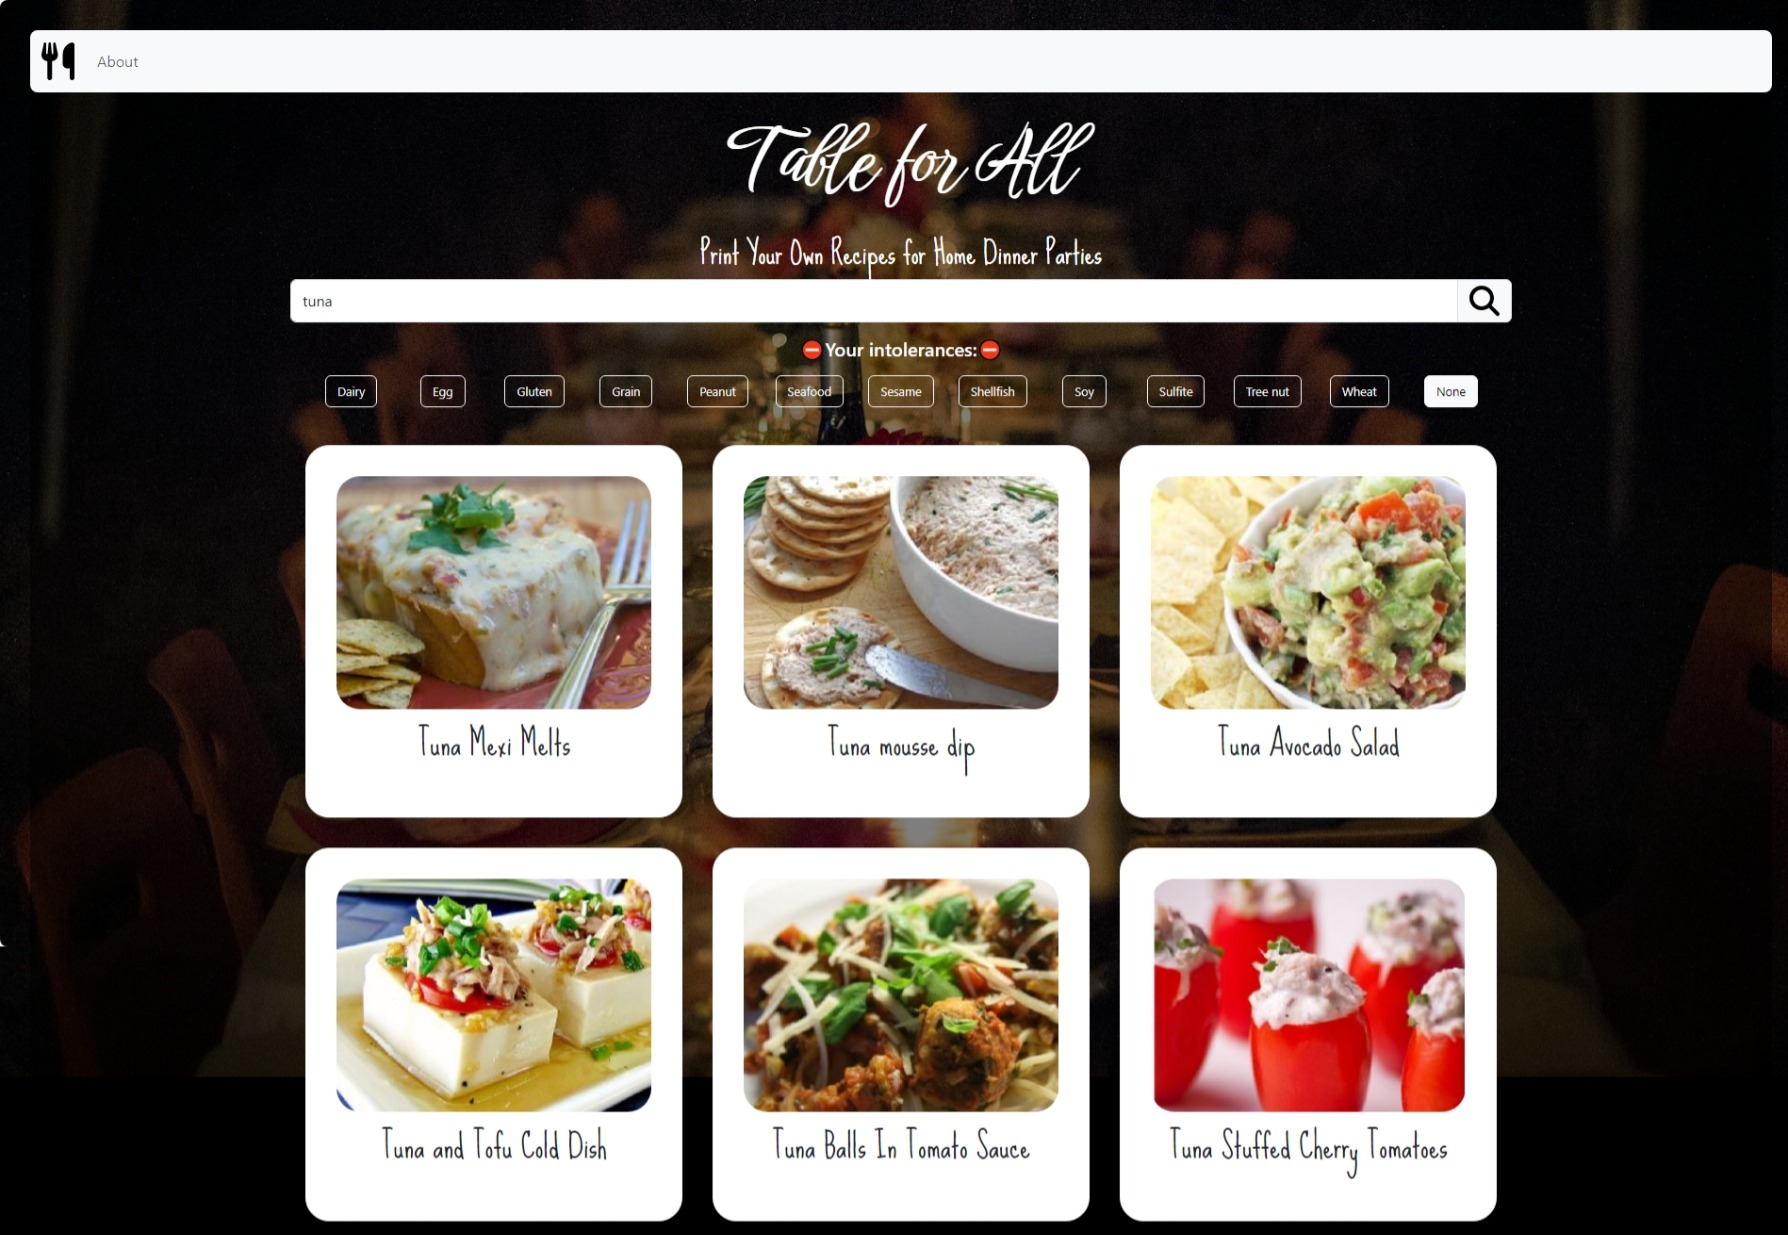 About
Table for All
Print Your Own Recipes for Home Dinner Parties
tuna
⛔Your intolerances:⛔
Dairy Egg Gluten Grain Peanut Seafood Sesame Shellfish Soy Sulfite Tree nut Wheat None
Tuna Mexi Melts
Tuna mousse dip
Tuna Avocado Salad
Tuna and Tofu Cold Dish
Tuna Balls In Tomato Sauce
Tuna Stuffed Cherry Tomatoes